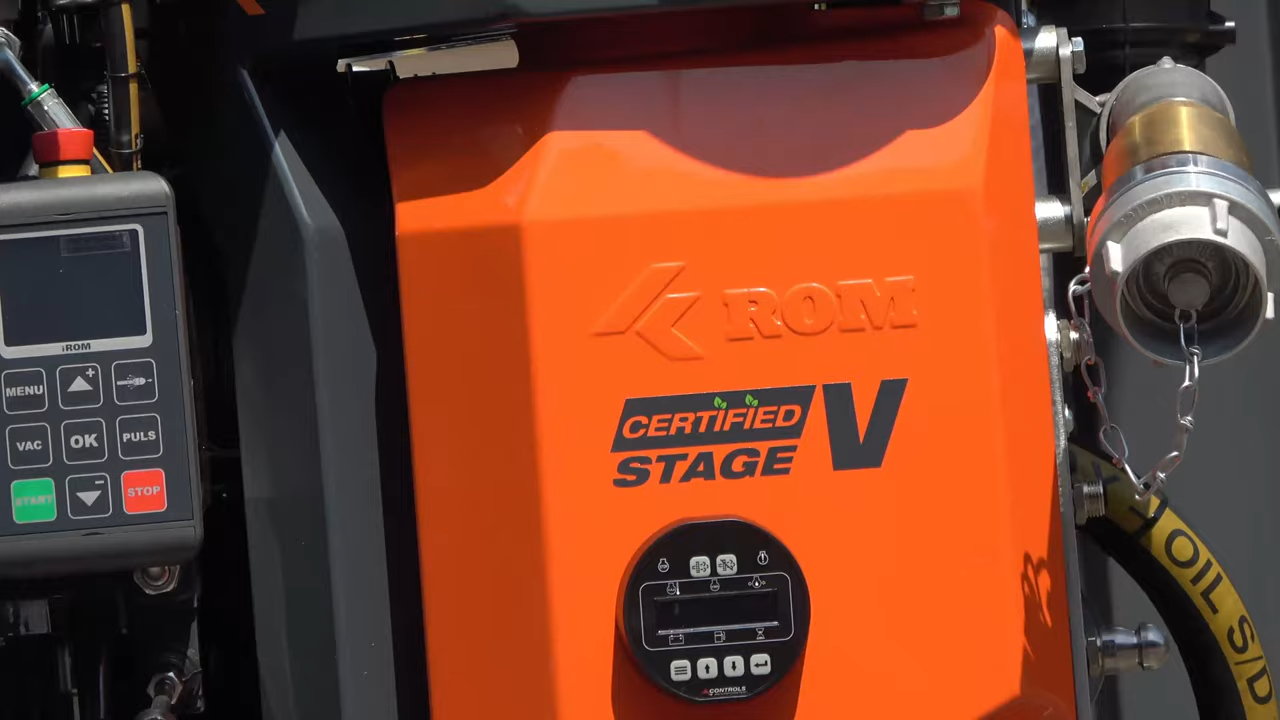 ROM
CERTIFIED
STAGE V
iROM
MENU
+
VAC
OK
PULS
START
-
STOP
CONTROLS
OIL S/D